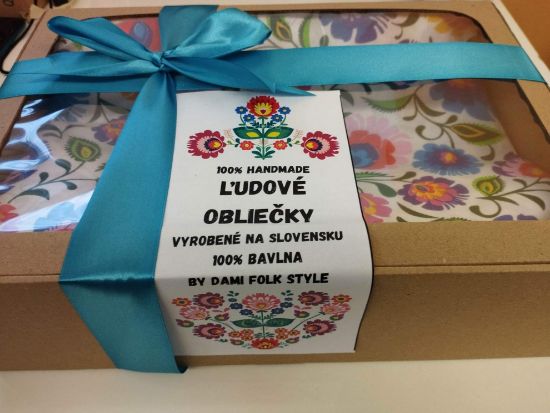 100% HANDMADE
ĽUDOVÉ
OBLIEČKY
VYROBENÉ NA SLOVENSKU
100% BAVLNA
BY DAMI FOLK STYLE